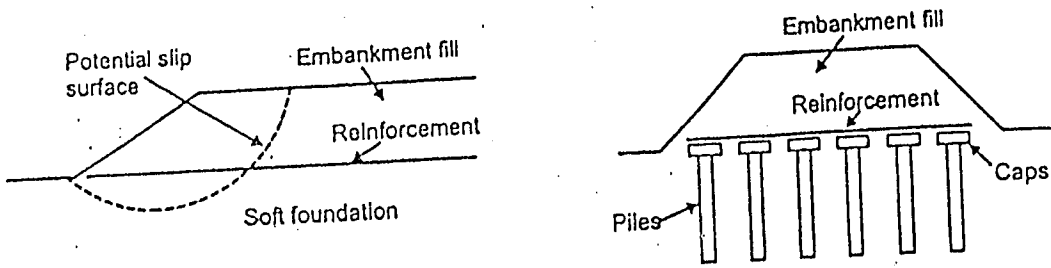 Potential slip
surface
Embankment fill
Reinforcement
Soft foundation
Embankment fill
Reinforcement
Caps
Piles